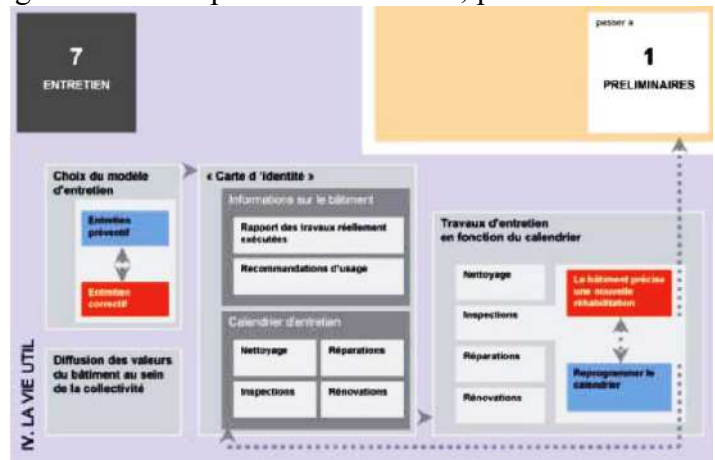 passer a
1
PRELIMINAIRES
7
ENTRETIEN
IV. LA VIE UTIL
Choix du modèle
d'entretien
Entretien
préventif
Entretien
correctif
Diffusion des valeurs
du bâtiment au sein
de la collectivité
« Carte d 'identité »
Informations sur le bâtiment
Rapport des travaux réellement
exécutées
Recommandations d'usage
Calendrier d'entretien
Nettoyage
Réparations
Inspections
Rénovations
Travaux d'entretien
en fonction du calendrier
Nettoyage
Inspections
Réparations
Rénovations
Le bâtiment précise
une nouvelle
réhabilitation
Reprogrammer le
calendrier